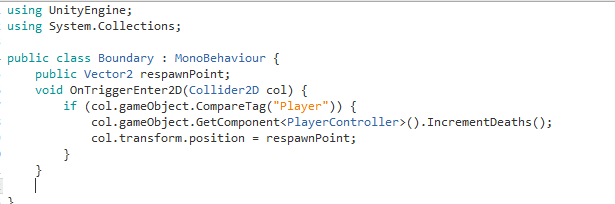 using UnityEngine;
using System.Collections;
public class Boundary : MonoBehaviour {
    public Vector2 respawnPoint;
    void OnTriggerEnter2D(Collider2D col) {
        if (col.gameObject.CompareTag("Player")) {
            col.gameObject.GetComponent<PlayerController>().IncrementDeaths();
            col.transform.position = respawnPoint;
        }
    }
}